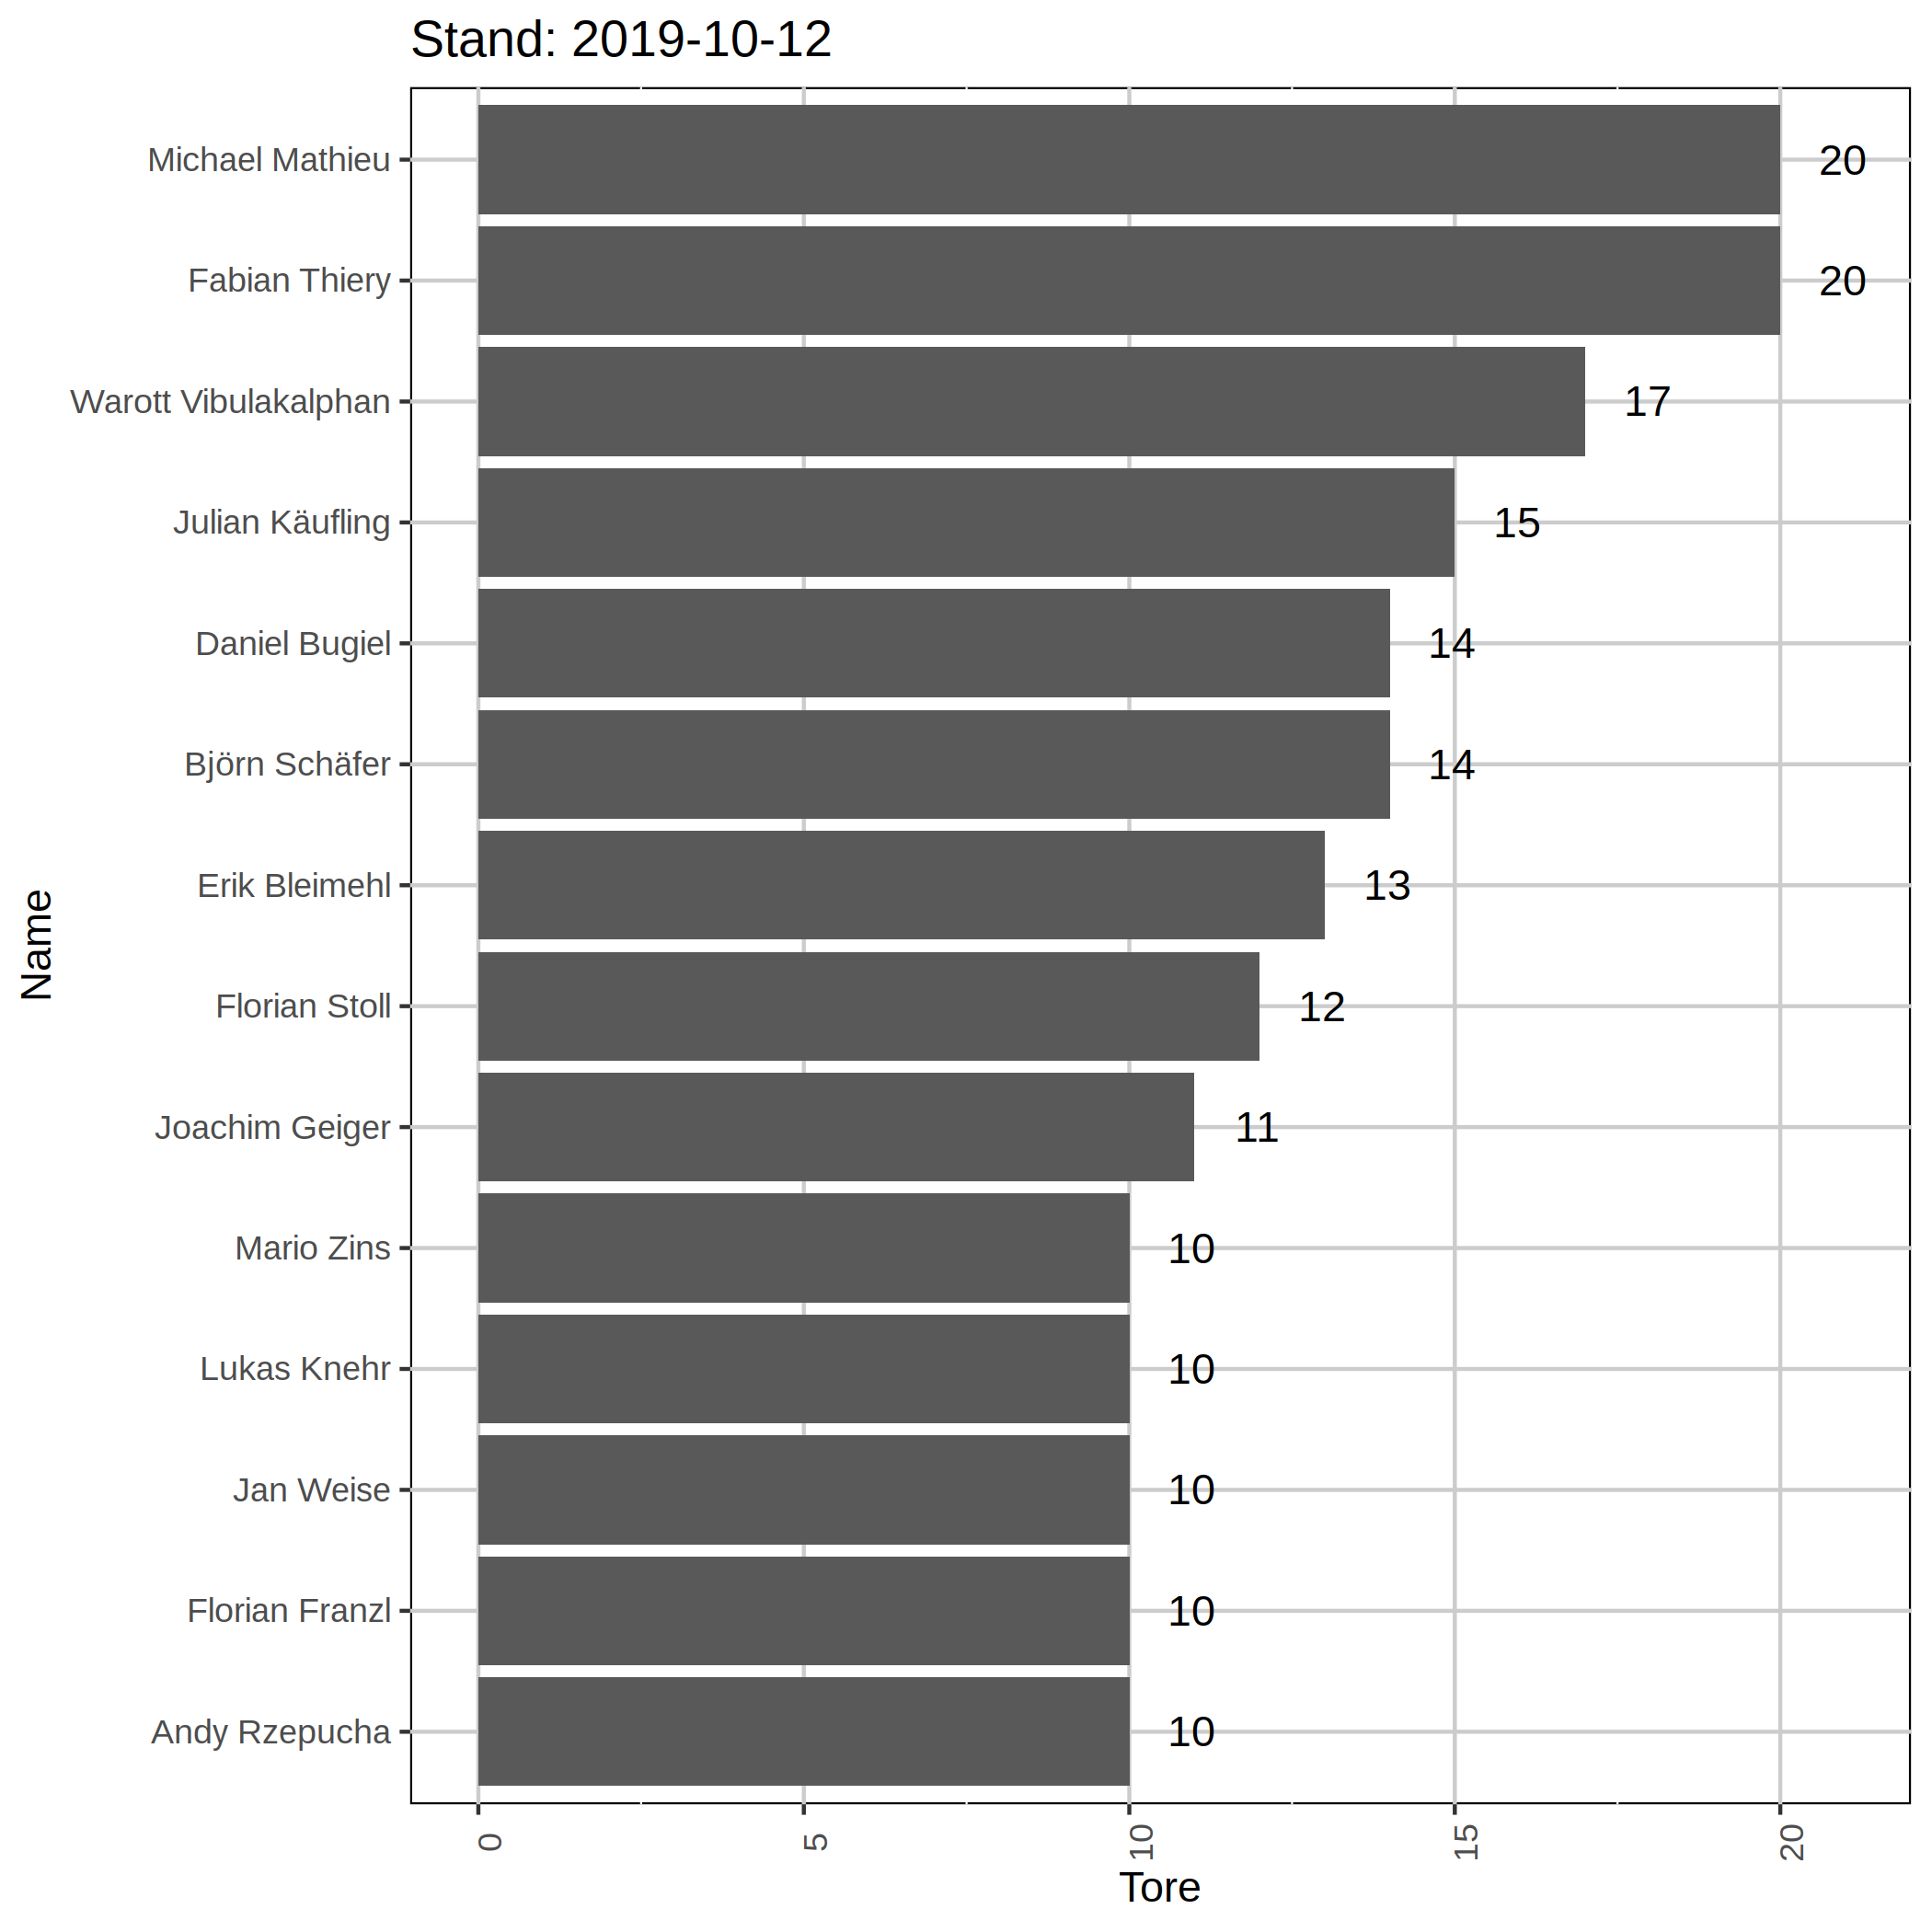 Stand: 2019-10-12
Michael Mathieu 20
Fabian Thiery 20
Warott Vibulakalphan 17
Julian Käufling 15
Daniel Bugiel 14
Björn Schäfer 14
Erik Bleimehl 13
Florian Stoll 12
Joachim Geiger 11
Mario Zins 10
Lukas Knehr 10
Jan Weise 10
Florian Franzl 10
Andy Rzepucha 10
Name
0 5 10 15 20
Tore